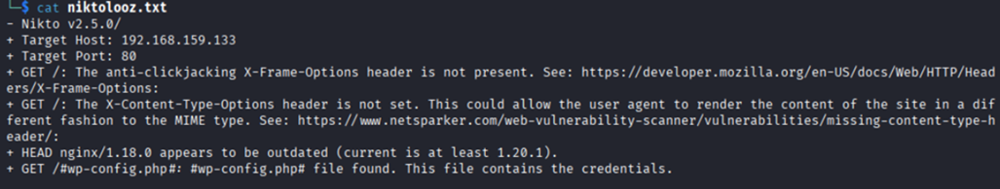 └─$ cat niktolooz.txt
- Nikto v2.5.0/
+ Target Host: 192.168.159.133
+ Target Port: 80
+ GET /: The anti-clickjacking X-Frame-Options header is not present. See: https://developer.mozilla.org/en-US/docs/Web/HTTP/Head
ers/X-Frame-Options:
+ GET /: The X-Content-Type-Options header is not set. This could allow the user agent to render the content of the site in a dif
ferent fashion to the MIME type. See: https://www.netsparker.com/web-vulnerability-scanner/vulnerabilities/missing-content-type-h
eader/:
+ HEAD nginx/1.18.0 appears to be outdated (current is at least 1.20.1).
+ GET /#wp-config.php#: #wp-config.php# file found. This file contains the credentials.